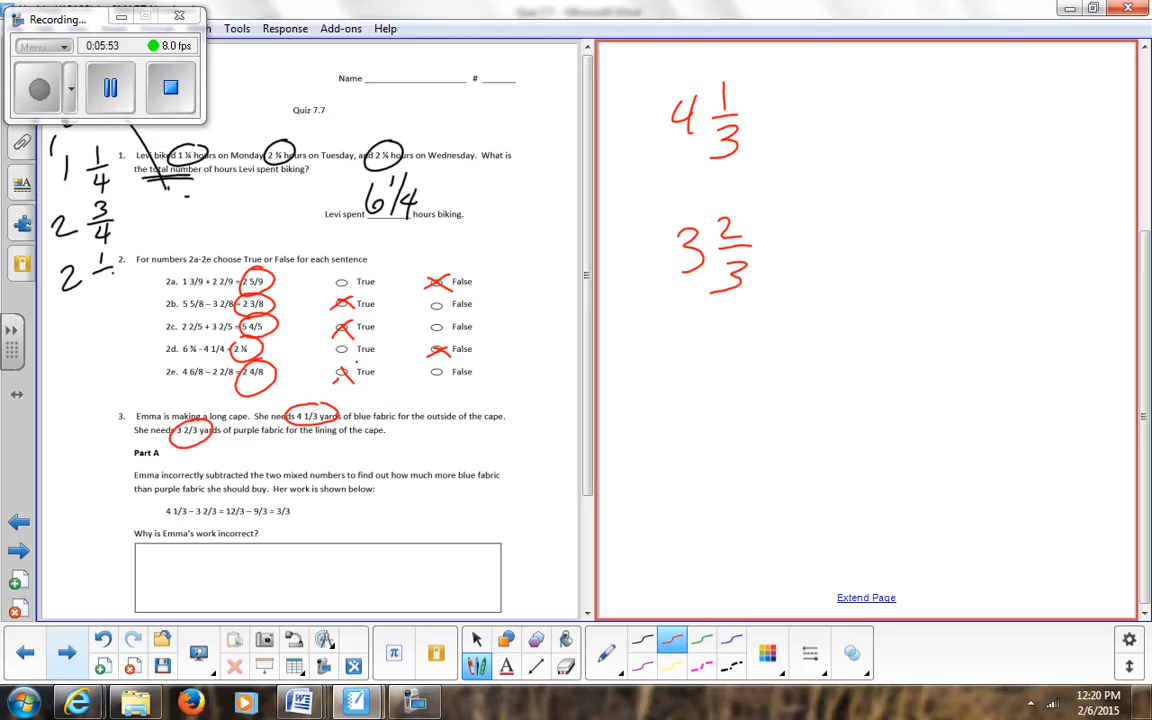 Recording...
Menu
00:05:53
8.0 fps
Tools Response Add-ons Help
Name #
Quiz 7.7
1. Levi biked 1 ¼ hours on Monday, 2 ¾ hours on Tuesday, and 2 ¼ hours on Wednesday. What is
the total number of hours Levi spent biking?
1 1/4
2 3/4
2 1
6 1/4
Levi spent hours biking.
2. For numbers 2a-2e choose True or False for each sentence
2a. 1 3/9 + 2 2/9 = 2 5/9 True False
2b. 5 5/8 – 3 2/8 = 2 3/8 True False
2c. 2 2/5 + 3 2/5 = 5 4/5 True False
2d. 6 ¾ - 4 1/4 = 2 ¼ True False
2e. 4 6/8 – 2 2/8 = 2 4/8 True False
3. Emma is making a long cape. She needs 4 1/3 yards of blue fabric for the outside of the cape.
She needs 3 2/3 yards of purple fabric for the lining of the cape.
Part A
Emma incorrectly subtracted the two mixed numbers to find out how much more blue fabric
than purple fabric she should buy. Her work is shown below:
4 1/3 – 3 2/3 = 12/3 – 9/3 = 3/3
Why is Emma's work incorrect?
4 1/3
3 2/3
Extend Page
12:20 PM
2/6/2015